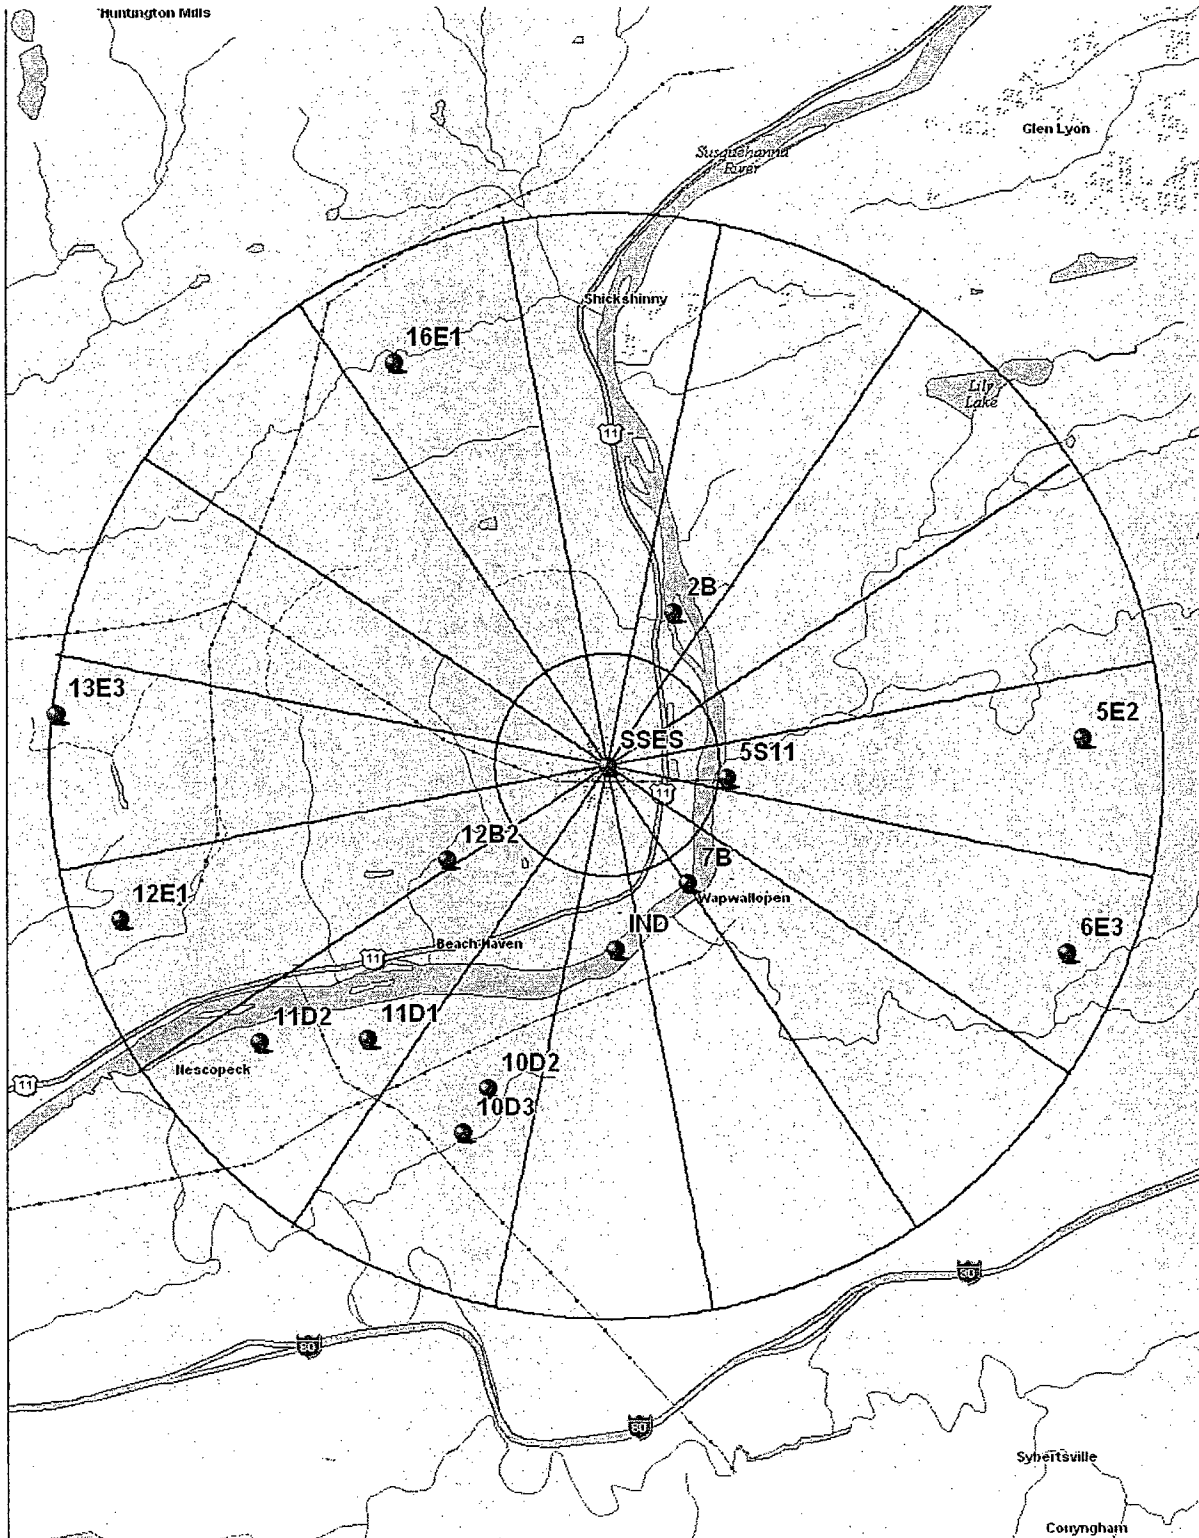 Huntington Mills
Glen Lyon
Susquehanna
River
Shickshinny
16E1
Lily
Lake
11
2B
13E3
SSES
5E2
5S11
11
12B2
7B
12E1
Wapwallopen
IND
6E3
Beach Haven
11
11D2
11D1
Nescopeck
10D2
11
10D3
80
80
80
Sybertsville
Conyngham